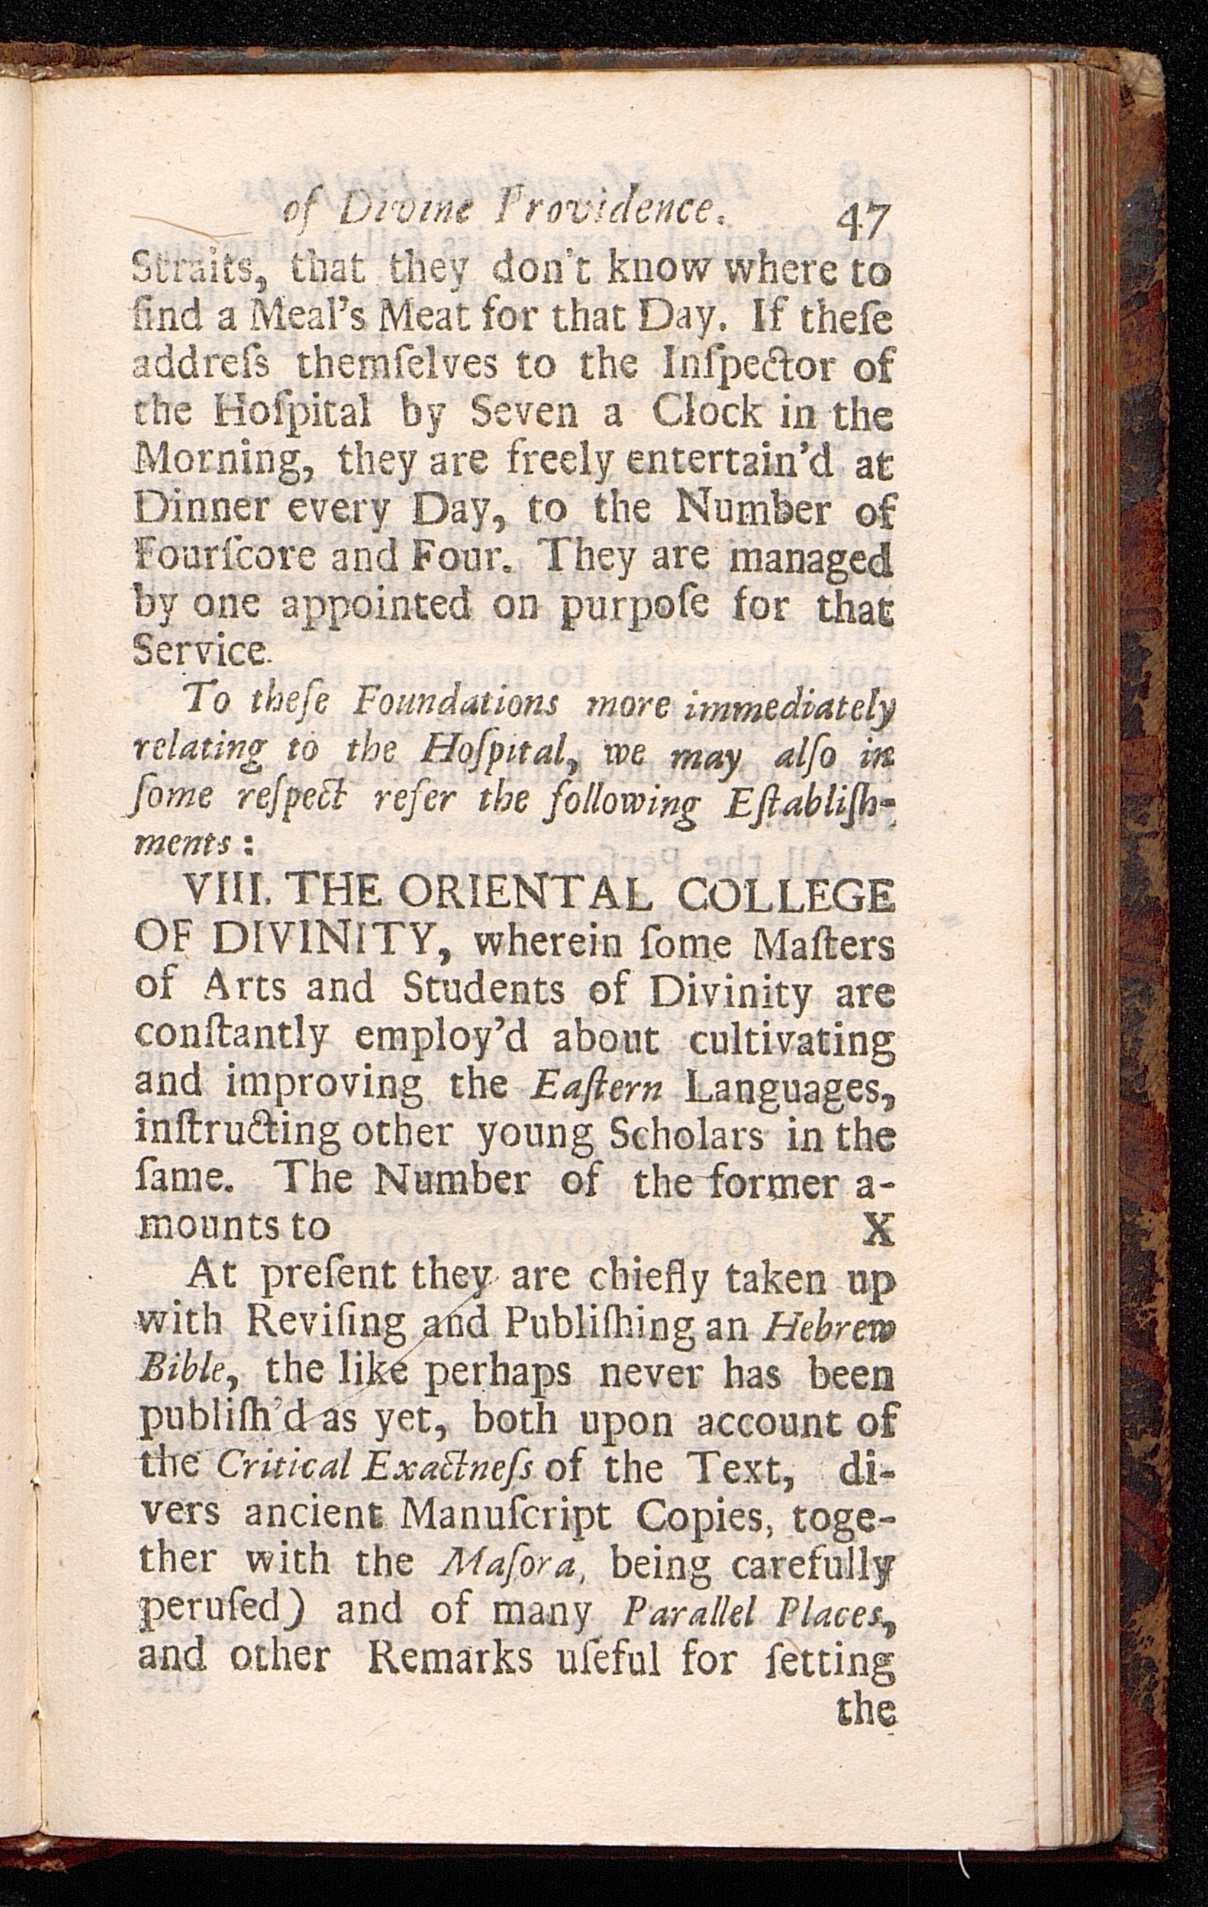 of Divine Providence. 47
Straits, that they don't know where to
find a Meal's Meat for that Day. If theſe
addreſs themſelves to the Inſpector of
the Hoſpital by Seven a Clock in the
Morning, they are freely entertain'd at
Dinner every Day, to the Number of
Fourſcore and Four. They are managed
by one appointed on purpoſe for that
Service.
To theſe Foundations more immediately
relating to the Hoſpital, we may alſo in
ſome reſpect refer the following Eſtabliſh-
ments:
VIII. THE ORIENTAL COLLEGE
OF DIVINITY, wherein ſome Maſters
of Arts and Students of Divinity are
conſtantly employ'd about cultivating
and improving the Eaſtern Languages,
inſtructing other young Scholars in the
ſame. The Number of the former a-
mounts to X
At preſent they are chiefly taken up
with Reviſing and Publiſhing an Hebrew
Bible, the like perhaps never has been
publiſh'd as yet, both upon account of
the Critical Exactneſs of the Text, di-
vers ancient Manuſcript Copies, toge-
ther with the Maſora, being carefully
peruſed) and of many Parallel Places,
and other Remarks uſeful for ſetting
the